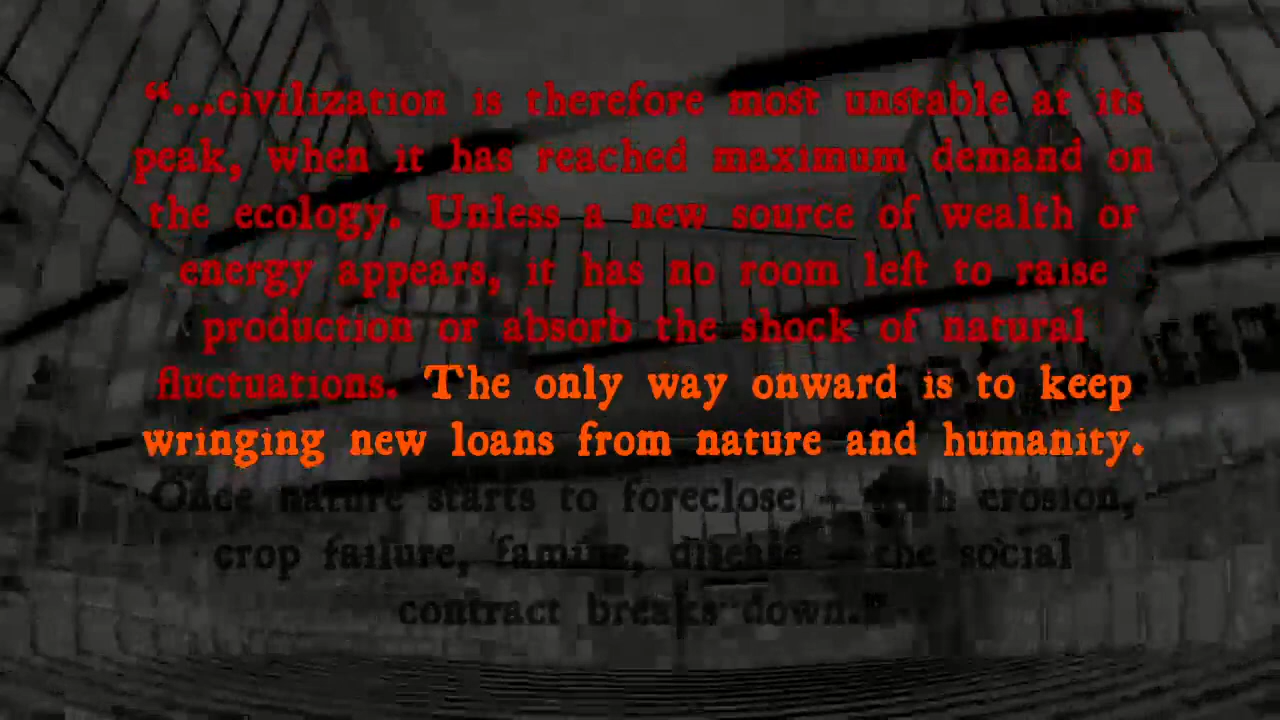 “...civilization is therefore most unstable at its
peak, when it has reached maximum demand on
the ecology. Unless a new source of wealth or
energy appears, it has no room left to raise
production or absorb the shock of natural
fluctuations. The only way onward is to keep
wringing new loans from nature and humanity.
Once nature starts to foreclose – with erosion,
crop failure, famine, disease – the social
contract breaks down.”